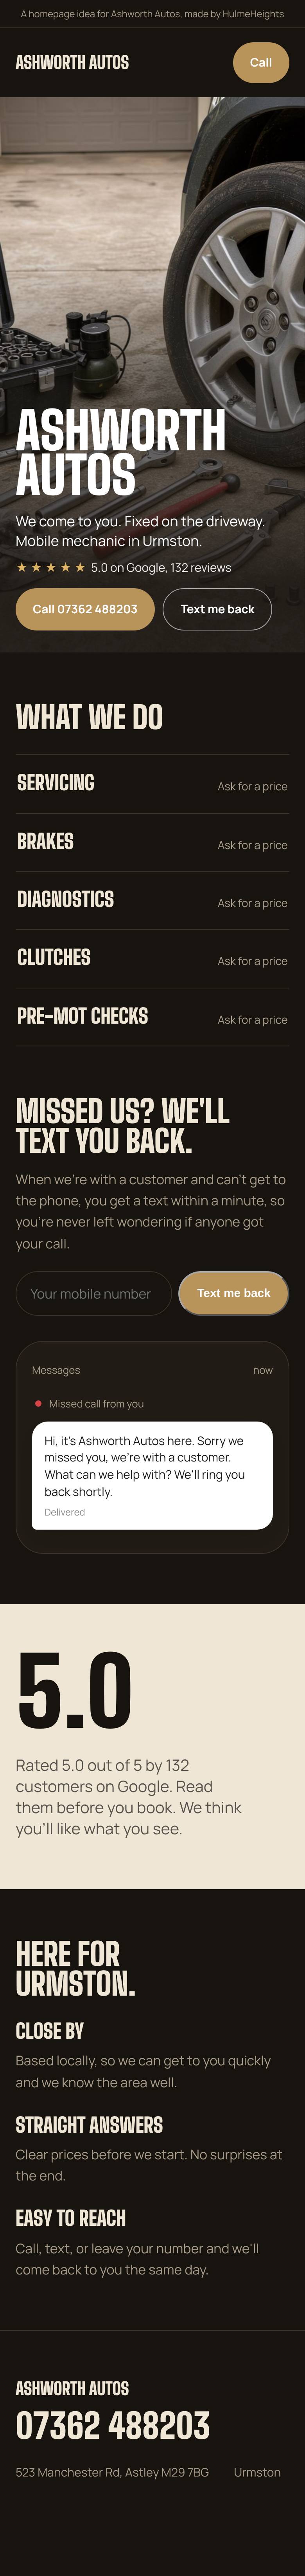 A homepage idea for Ashworth Autos, made by HulmeHeights
ASHWORTH AUTOS
Call
ASHWORTH
AUTOS
We come to you. Fixed on the driveway.
Mobile mechanic in Urmston.
★★★★★ 5.0 on Google, 132 reviews
Call 07362 488203
Text me back
WHAT WE DO
SERVICING
Ask for a price
BRAKES
Ask for a price
DIAGNOSTICS
Ask for a price
CLUTCHES
Ask for a price
PRE-MOT CHECKS
Ask for a price
MISSED US? WE'LL
TEXT YOU BACK.
When we're with a customer and can't get to
the phone, you get a text within a minute, so
you're never left wondering if anyone got
your call.
Your mobile number
Text me back
Messages
now
Missed call from you
Hi, it's Ashworth Autos here. Sorry we
missed you, we're with a customer.
What can we help with? We'll ring you
back shortly.
Delivered
5.0
Rated 5.0 out of 5 by 132
customers on Google. Read
them before you book. We think
you'll like what you see.
HERE FOR
URMSTON.
CLOSE BY
Based locally, so we can get to you quickly
and we know the area well.
STRAIGHT ANSWERS
Clear prices before we start. No surprises at
the end.
EASY TO REACH
Call, text, or leave your number and we'll
come back to you the same day.
ASHWORTH AUTOS
07362 488203
523 Manchester Rd, Astley M29 7BG
Urmston